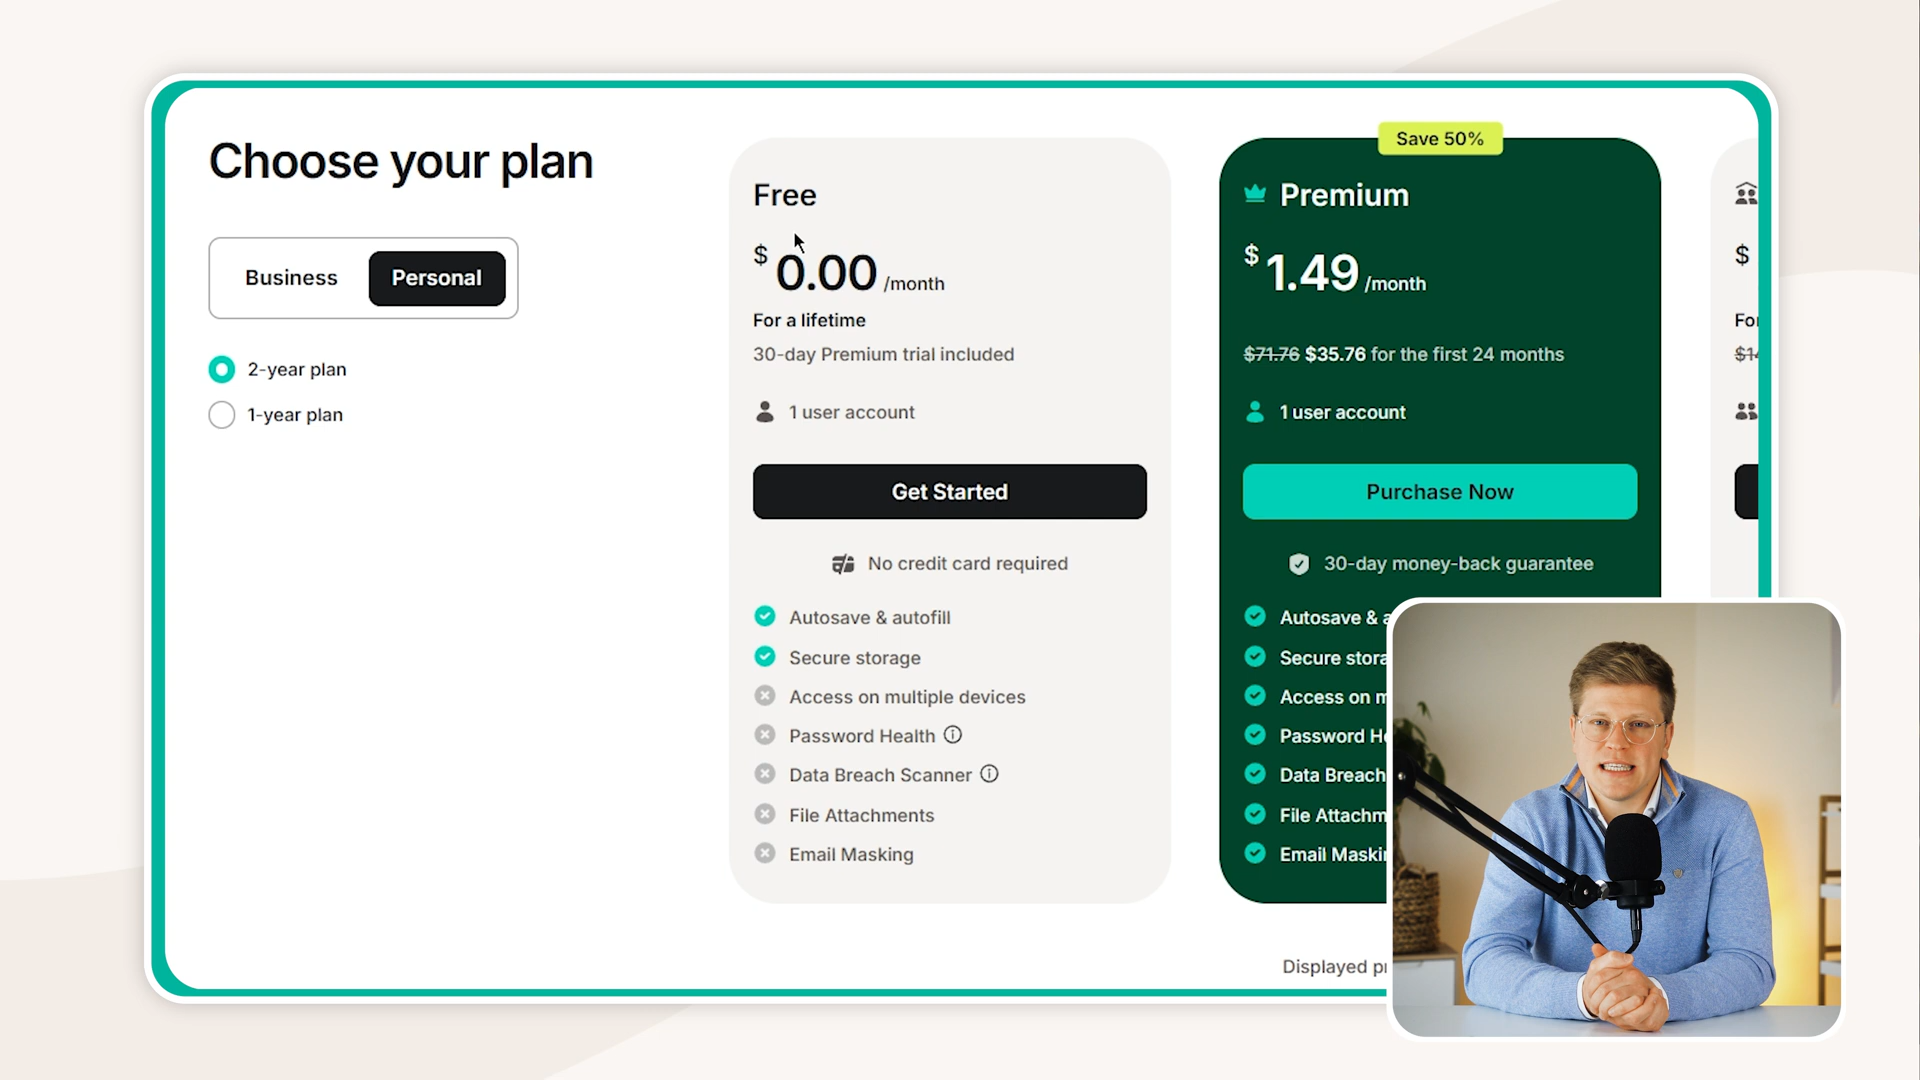 Choose your plan
Business
Personal
2-year plan
1-year plan
Free
$ 0.00 /month
For a lifetime
30-day Premium trial included
1 user account
Get Started
No credit card required
Autosave & autofill
Secure storage
Access on multiple devices
Password Health
Data Breach Scanner
File Attachments
Email Masking
Save 50%
Premium
$ 1.49 /month
$71.76 $35.76 for the first 24 months
1 user account
Purchase Now
30-day money-back guarantee
Autosave &
Secure
Access on
Password
Data Breach
File
Email
Displayed
$